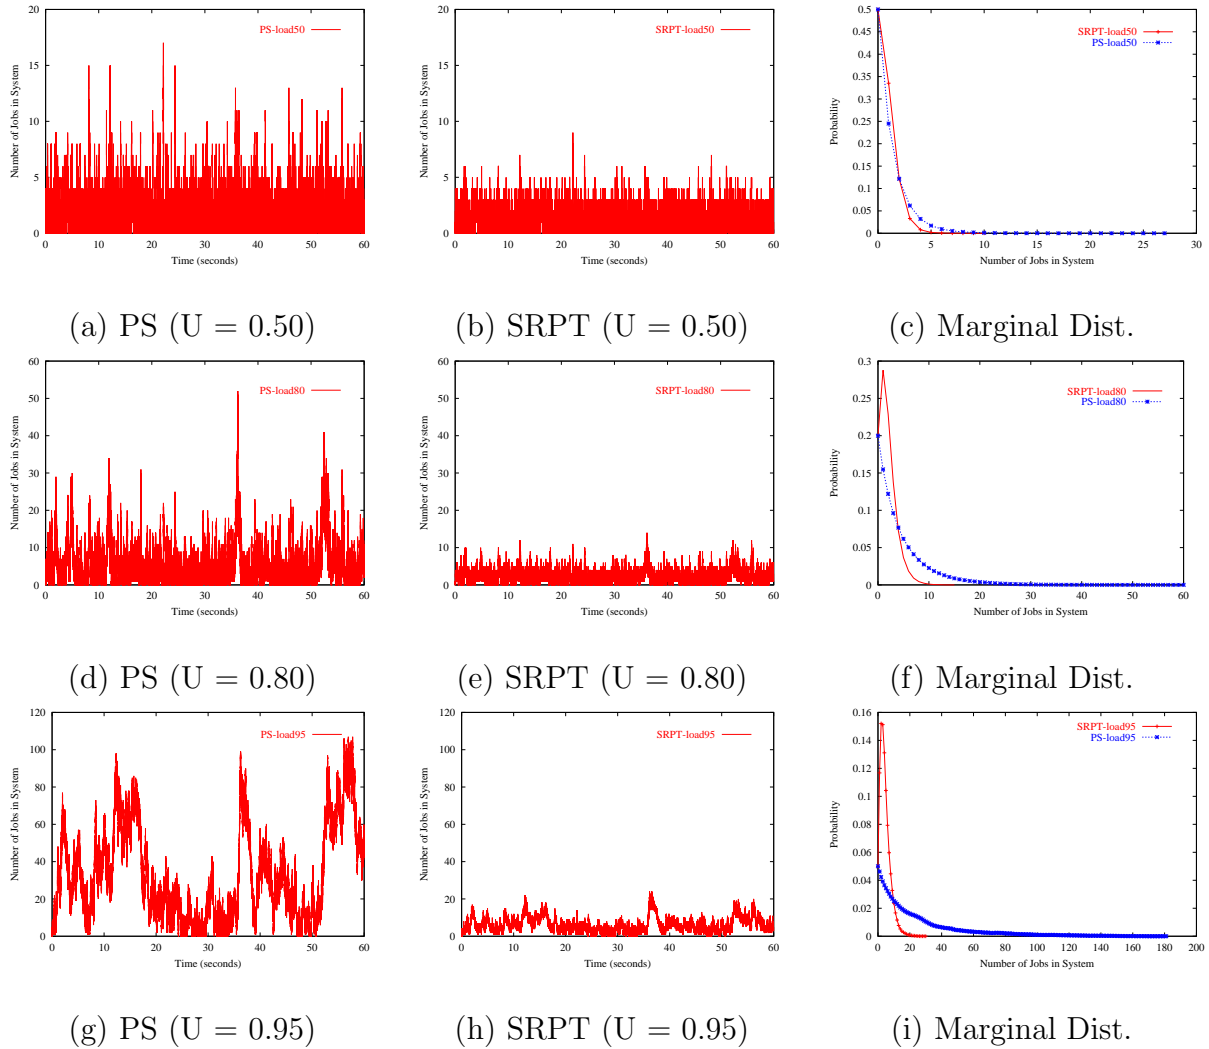 20
15
10
5
0
0 10 20 30 40 50 60
Number of Jobs in System
Time (seconds)
PS-load50
20
15
10
5
0
0 10 20 30 40 50 60
Number of Jobs in System
Time (seconds)
SRPT-load50
0.5
0.45
0.4
0.35
0.3
0.25
0.2
0.15
0.1
0.05
0
0 5 10 15 20 25 30
Probability
Number of Jobs in System
SRPT-load50
PS-load50
(a) PS (U = 0.50)
(b) SRPT (U = 0.50)
(c) Marginal Dist.
60
50
40
30
20
10
0
0 10 20 30 40 50 60
Number of Jobs in System
Time (seconds)
PS-load80
60
50
40
30
20
10
0
0 10 20 30 40 50 60
Number of Jobs in System
Time (seconds)
SRPT-load80
0.3
0.25
0.2
0.15
0.1
0.05
0
0 10 20 30 40 50 60
Probability
Number of Jobs in System
SRPT-load80
PS-load80
(d) PS (U = 0.80)
(e) SRPT (U = 0.80)
(f) Marginal Dist.
120
100
80
60
40
20
0
0 10 20 30 40 50 60
Number of Jobs in System
Time (seconds)
PS-load95
120
100
80
60
40
20
0
0 10 20 30 40 50 60
Number of Jobs in System
Time (seconds)
SRPT-load95
0.16
0.14
0.12
0.1
0.08
0.06
0.04
0.02
0
0 20 40 60 80 100 120 140 160 180 200
Probability
Number of Jobs in System
SRPT-load95
PS-load95
(g) PS (U = 0.95)
(h) SRPT (U = 0.95)
(i) Marginal Dist.